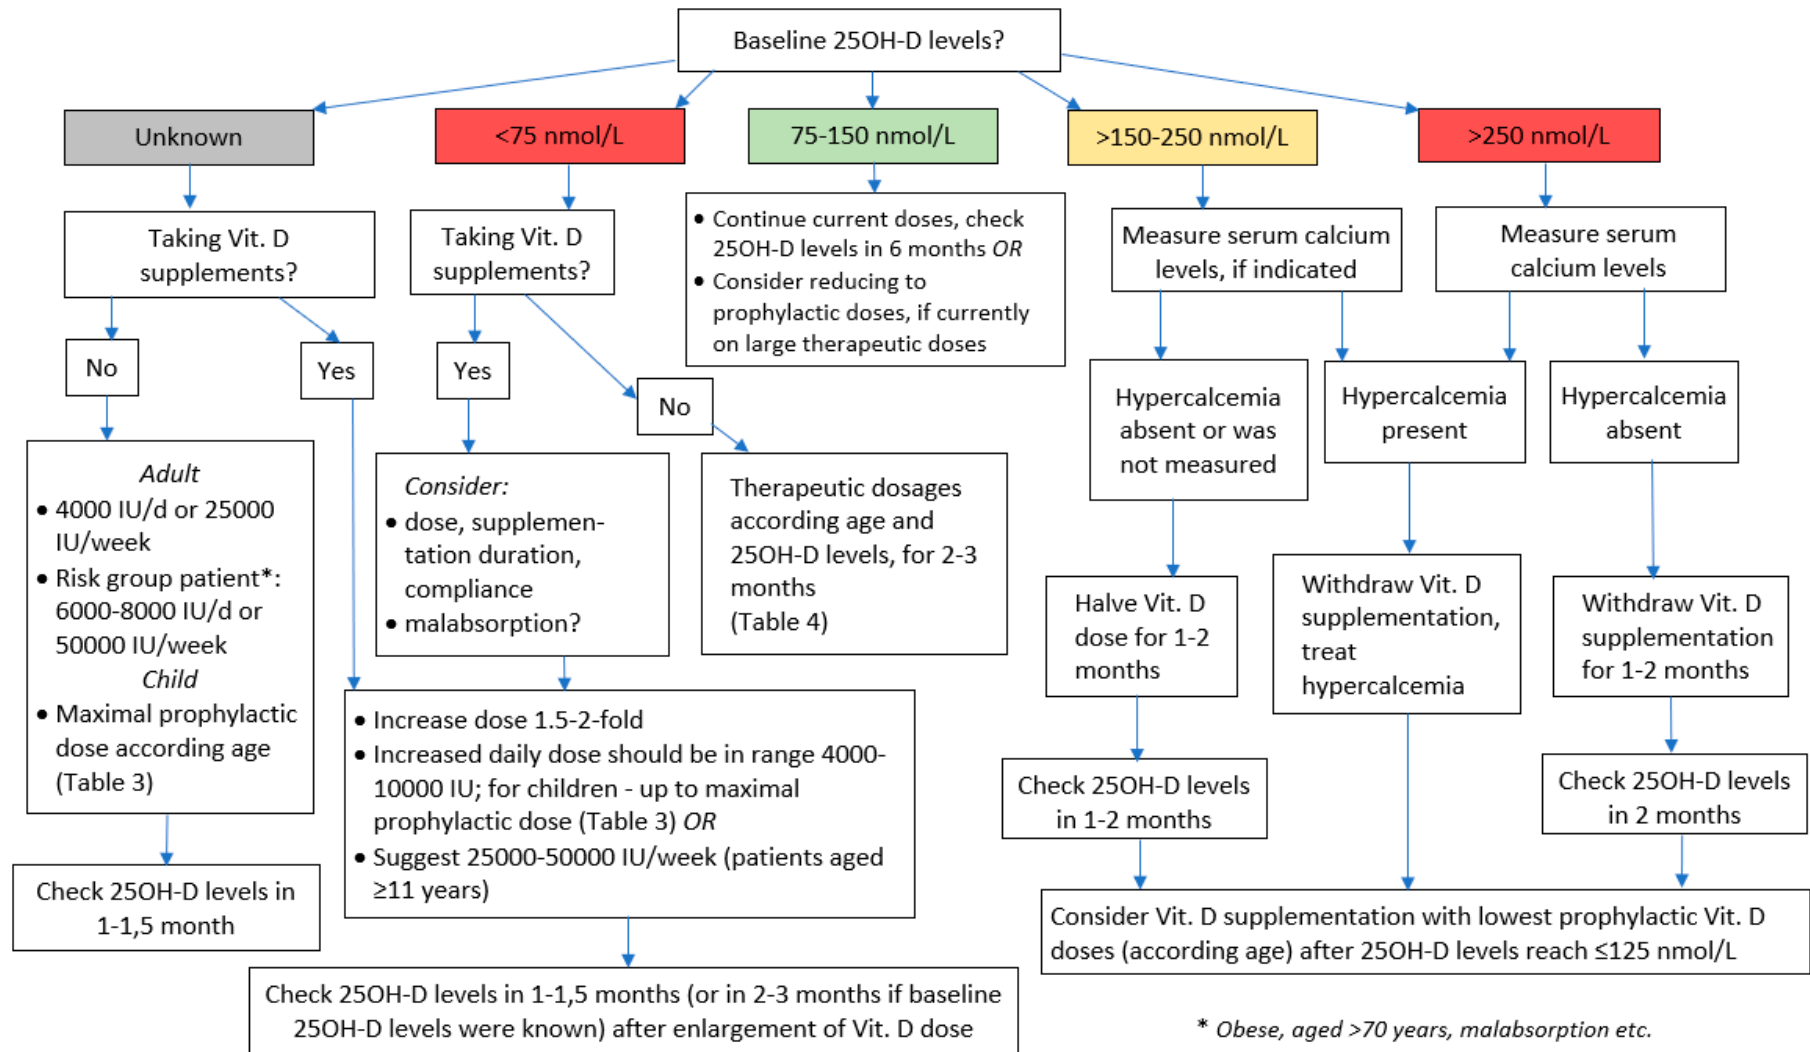 Baseline 25OH-D levels?
Unknown
<75 nmol/L
75-150 nmol/L
>150-250 nmol/L
>250 nmol/L
Taking Vit. D
supplements?
Taking Vit. D
supplements?
• Continue current doses, check
25OH-D levels in 6 months OR
• Consider reducing to
prophylactic doses, if currently
on large therapeutic doses
Measure serum calcium
levels, if indicated
Measure serum
calcium levels
No
Yes
Yes
No
Hypercalcemia
absent or was
not measured
Hypercalcemia
present
Hypercalcemia
absent
Adult
• 4000 IU/d or 25000
IU/week
• Risk group patient*:
6000-8000 IU/d or
50000 IU/week
Child
• Maximal prophylactic
dose according age
(Table 3)
Consider:
• dose, supplemen-
tation duration,
compliance
• malabsorption?
Therapeutic dosages
according age and
25OH-D levels, for 2-3
months
(Table 4)
Halve Vit. D
dose for 1-2
months
Withdraw Vit. D
supplementation,
treat
hypercalcemia
Withdraw Vit. D
supplementation
for 1-2 months
• Increase dose 1.5-2-fold
• Increased daily dose should be in range 4000-
10000 IU; for children - up to maximal
prophylactic dose (Table 3) OR
• Suggest 25000-50000 IU/week (patients aged
≥11 years)
Check 25OH-D levels
in 1-2 months
Check 25OH-D levels
in 2 months
Check 25OH-D levels in
1-1,5 month
Consider Vit. D supplementation with lowest prophylactic Vit. D
doses (according age) after 25OH-D levels reach ≤125 nmol/L
Check 25OH-D levels in 1-1,5 months (or in 2-3 months if baseline
25OH-D levels were known) after enlargement of Vit. D dose
* Obese, aged >70 years, malabsorption etc.